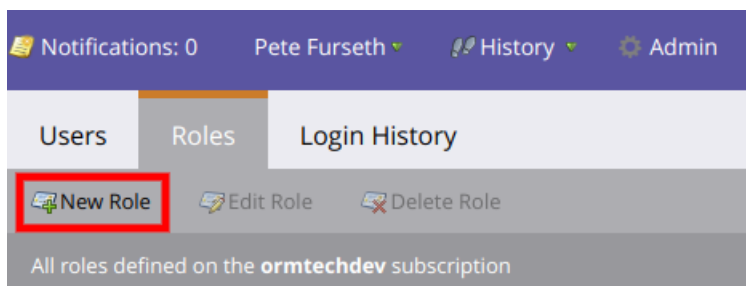 Notifications: 0 Pete Furseth History Admin
Users Roles Login History
New Role Edit Role Delete Role
All roles defined on the ormtechdev subscription